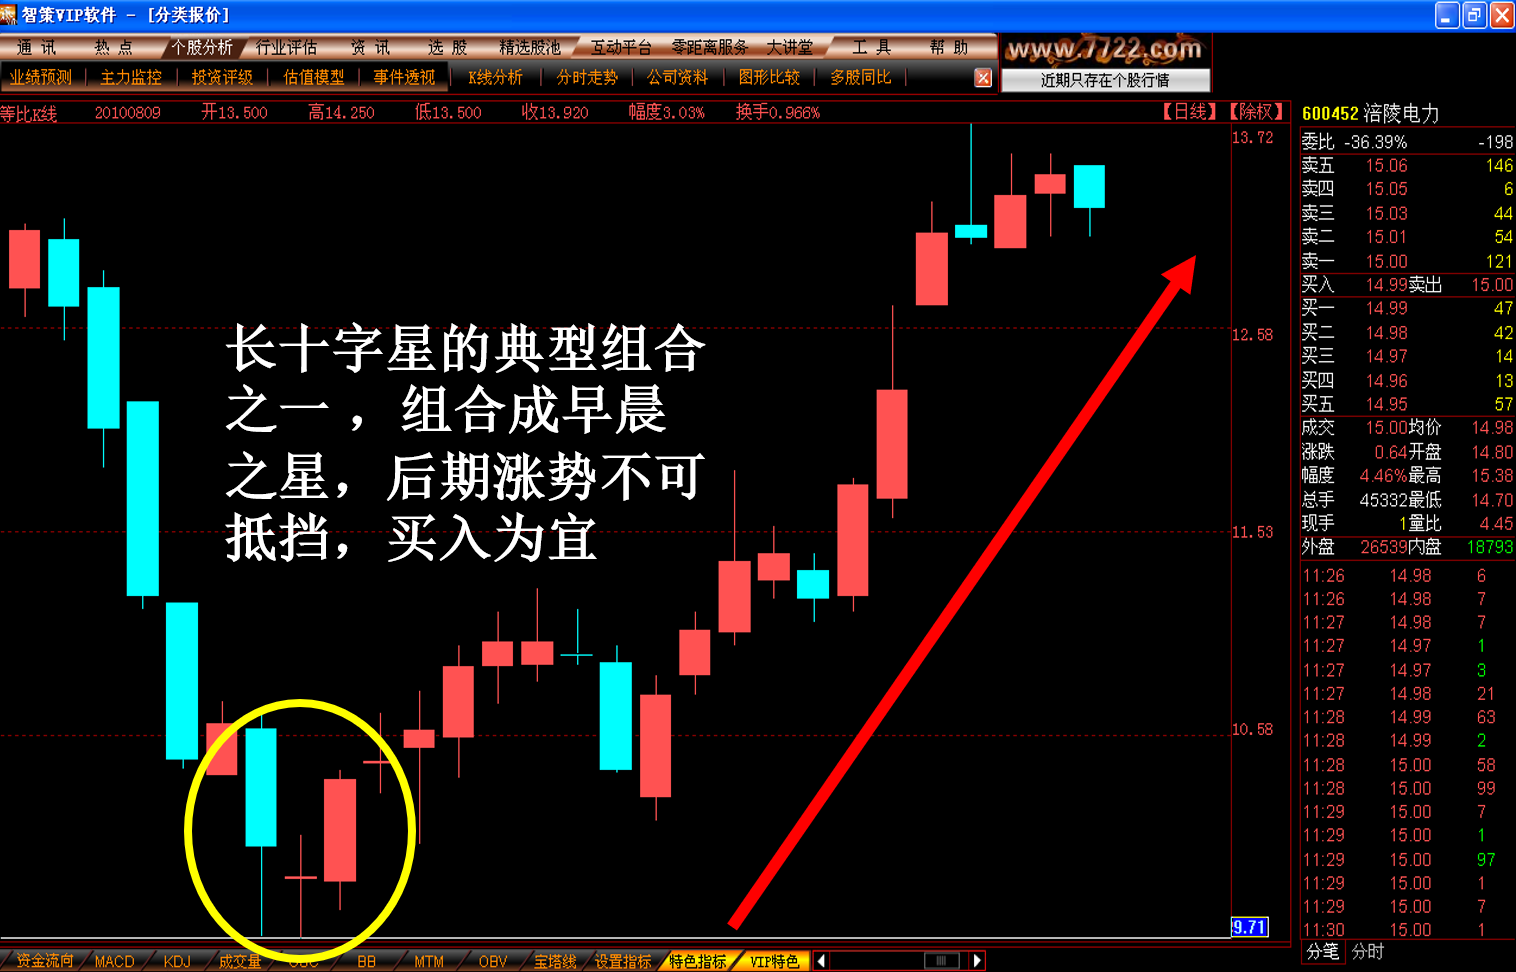 智策VIP软件 - [分类报价]
通 讯 热 点 个股分析 行业评估 资 讯 选 股 精选股池 互动平台 零距离服务 大讲堂 工 具 帮 助
www.7722.com
业绩预测 主力监控 投资评级 估值模型 事件透视 K线分析 分时走势 公司资料 图形比较 多股同比
近期只存在个股行情
等比K线 20100809 开13.500 高14.250 低13.500 收13.920 幅度3.03% 换手0.966% 【日线】【除权】
13.72
12.58
11.53
10.58
9.71
长十字星的典型组合
之一，组合成早晨
之星，后期涨势不可
抵挡，买入为宜
600452 涪陵电力
委比 -36.39% -198
卖五 15.06 146
卖四 15.05 6
卖三 15.03 44
卖二 15.01 54
卖一 15.00 121
买入 14.99 卖出 15.00
买一 14.99 47
买二 14.98 42
买三 14.97 14
买四 14.96 13
买五 14.95 57
成交 15.00 均价 14.98
涨跌 0.64 开盘 14.80
幅度 4.46% 最高 15.38
总手 45332 最低 14.70
现手 1 量比 4.45
外盘 26539 内盘 18793
11:26 14.98 6
11:26 14.98 7
11:27 14.98 7
11:27 14.97 1
11:27 14.97 3
11:27 14.98 21
11:28 14.99 63
11:28 14.99 2
11:28 15.00 58
11:28 15.00 99
11:29 15.00 7
11:29 15.00 1
11:29 15.00 97
11:29 15.00 1
11:29 15.00 7
11:30 15.00 1
分笔 分时
资金流向 MACD KDJ 成交量 BB MTM OBV 宝塔线 设置指标 特色指标 VIP特色